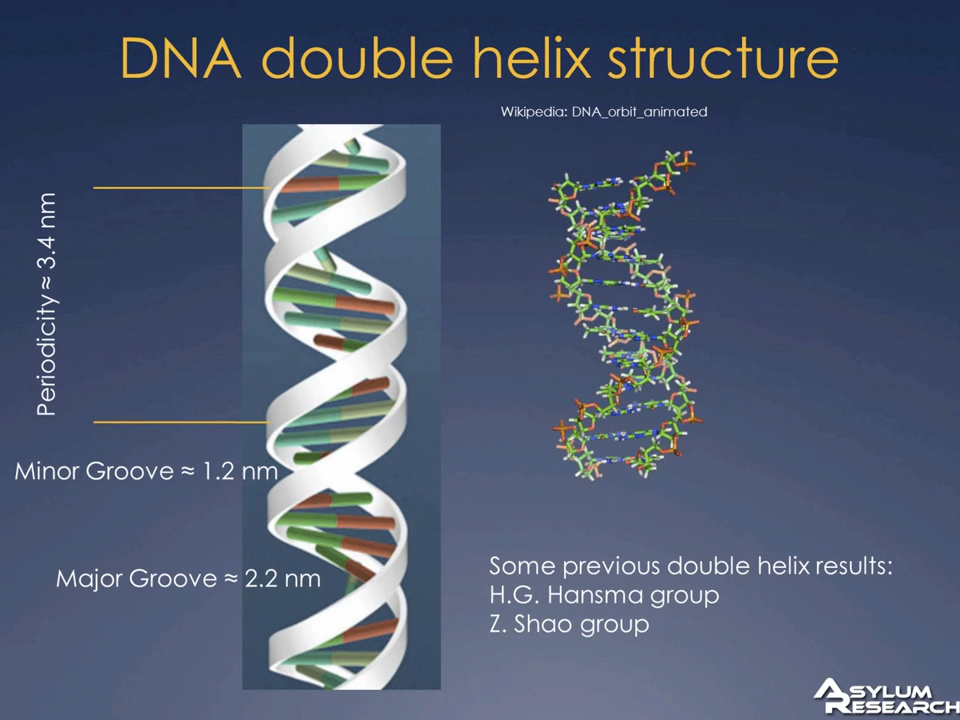 DNA double helix structure
Wikipedia: DNA_orbit_animated
Periodicity ≈ 3.4 nm
Minor Groove ≈ 1.2 nm
Major Groove ≈ 2.2 nm
Some previous double helix results:
H.G. Hansma group
Z. Shao group
ASYLUM
RESEARCH